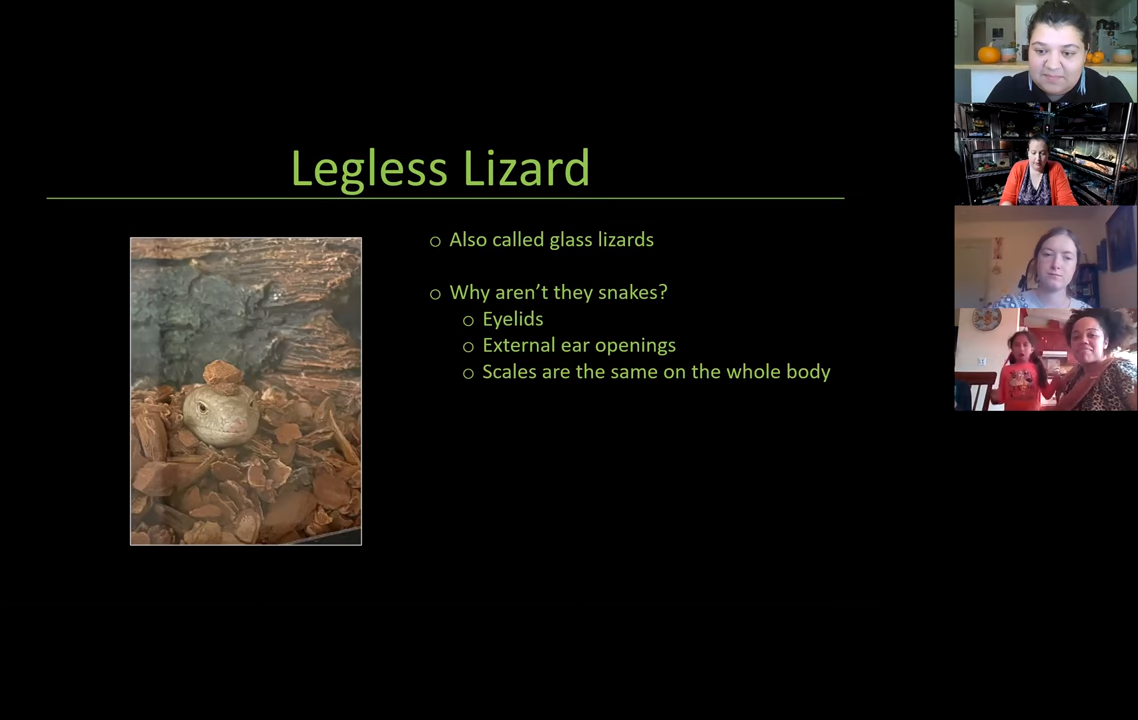 Legless Lizard
Also called glass lizards
Why aren't they snakes?
Eyelids
External ear openings
Scales are the same on the whole body